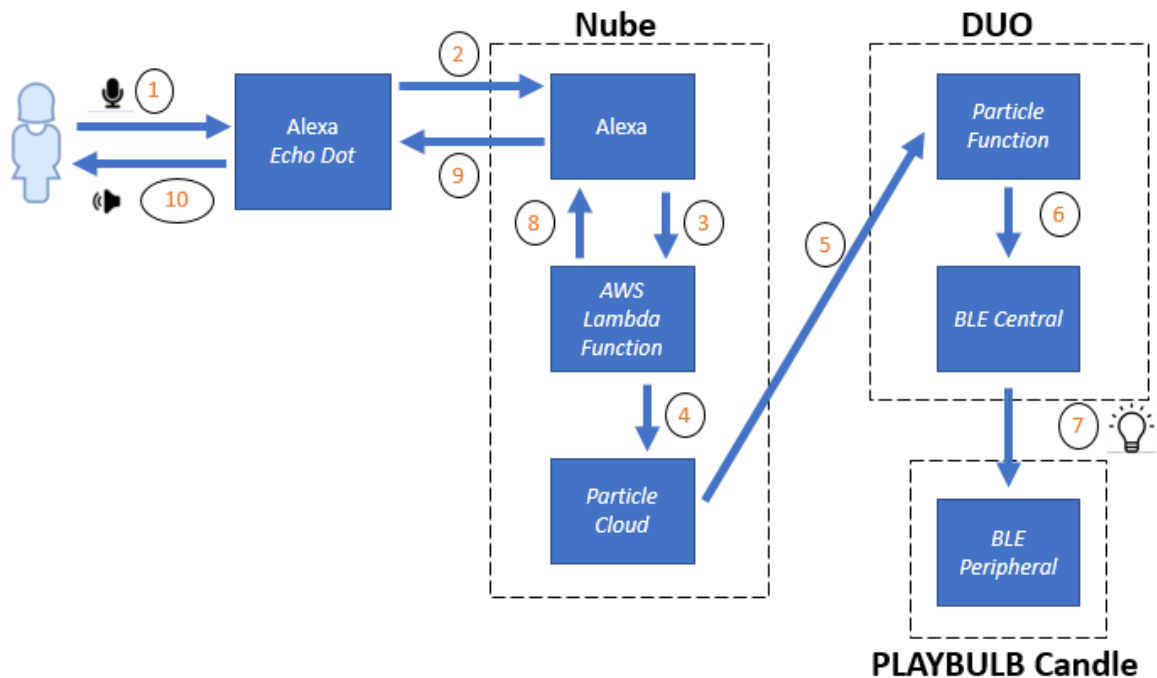 Nube
DUO
1
2
Alexa
Echo Dot
Alexa
Particle
Function
9
10
8
3
5
6
AWS
Lambda
Function
BLE Central
4
7
Particle
Cloud
BLE
Peripheral
PLAYBULB Candle